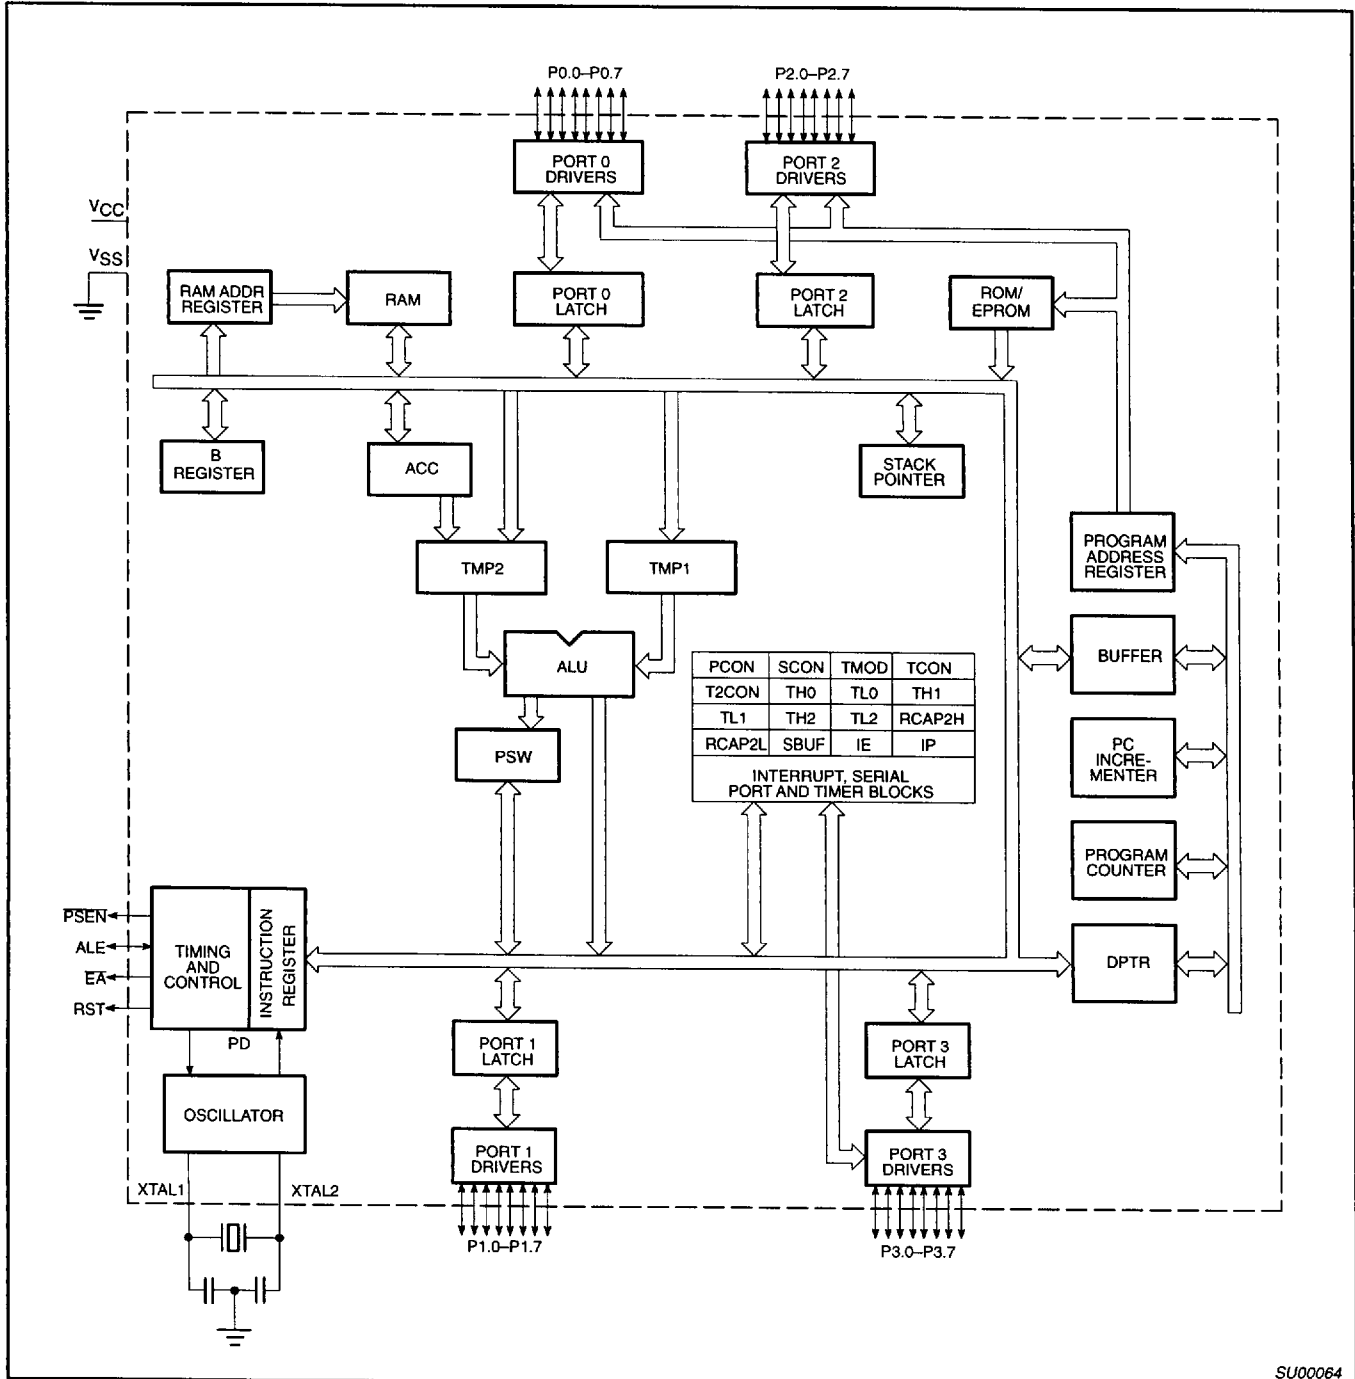 P0.0–P0.7
P2.0–P2.7
PORT 0
DRIVERS
PORT 2
DRIVERS
VCC
VSS
RAM ADDR
REGISTER
RAM
PORT 0
LATCH
PORT 2
LATCH
ROM/
EPROM
B
REGISTER
ACC
STACK
POINTER
TMP2
TMP1
PROGRAM
ADDRESS
REGISTER
ALU
BUFFER
PCON SCON TMOD TCON
T2CON TH0 TL0 TH1
TL1 TH2 TL2 RCAP2H
RCAP2L SBUF IE IP
INTERRUPT, SERIAL
PORT AND TIMER BLOCKS
PSW
PC
INCRE-
MENTER
PROGRAM
COUNTER
PSEN
ALE
EA
RST
TIMING
AND
CONTROL
INSTRUCTION
REGISTER
DPTR
PD
PORT 1
LATCH
PORT 3
LATCH
OSCILLATOR
PORT 1
DRIVERS
PORT 3
DRIVERS
XTAL1
XTAL2
P1.0–P1.7
P3.0–P3.7
SU00064